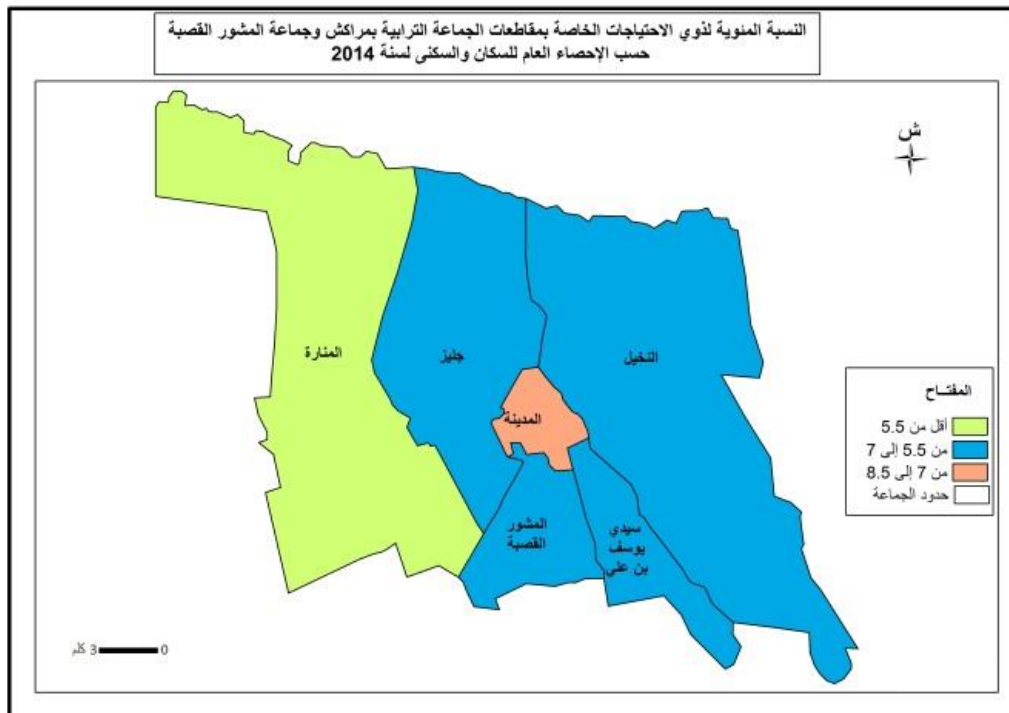 النسبة المئوية لذوي الاحتياجات الخاصة بمقاطعات الجماعة الترابية بمراكش وجماعة المشور القصبة
حسب الإحصاء العام للسكان والسكنى لسنة 2014
ش
المنارة
جليز
النخيل
المدينة
المشور
القصبة
سيدي
يوسف
بن علي
المفتـاح
أقل من 5.5
من 5.5 إلى 7
من 7 إلى 8.5
حدود الجماعة
0 3 كلم